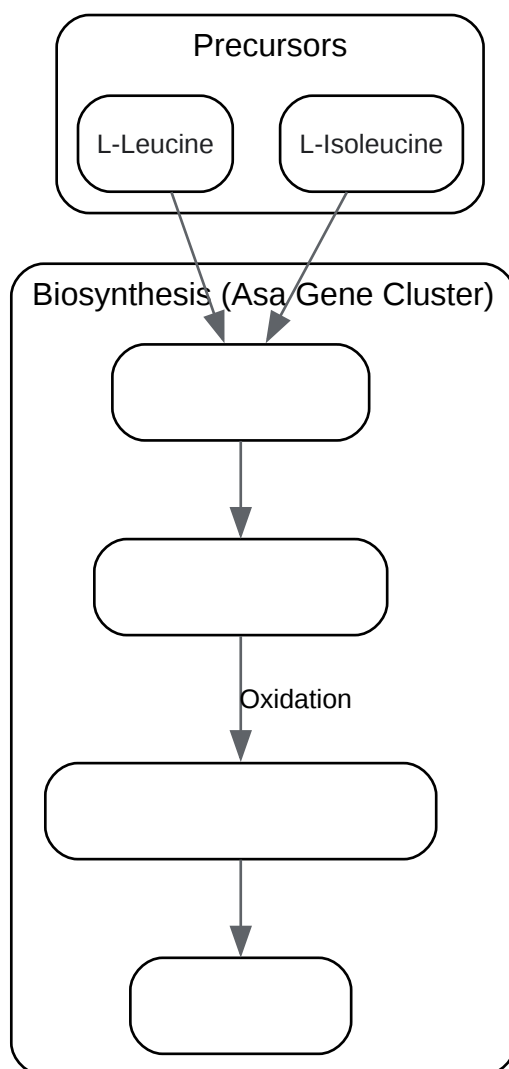 Precursors
L-Leucine
L-Isoleucine
Biosynthesis (Asa Gene Cluster)
Oxidation